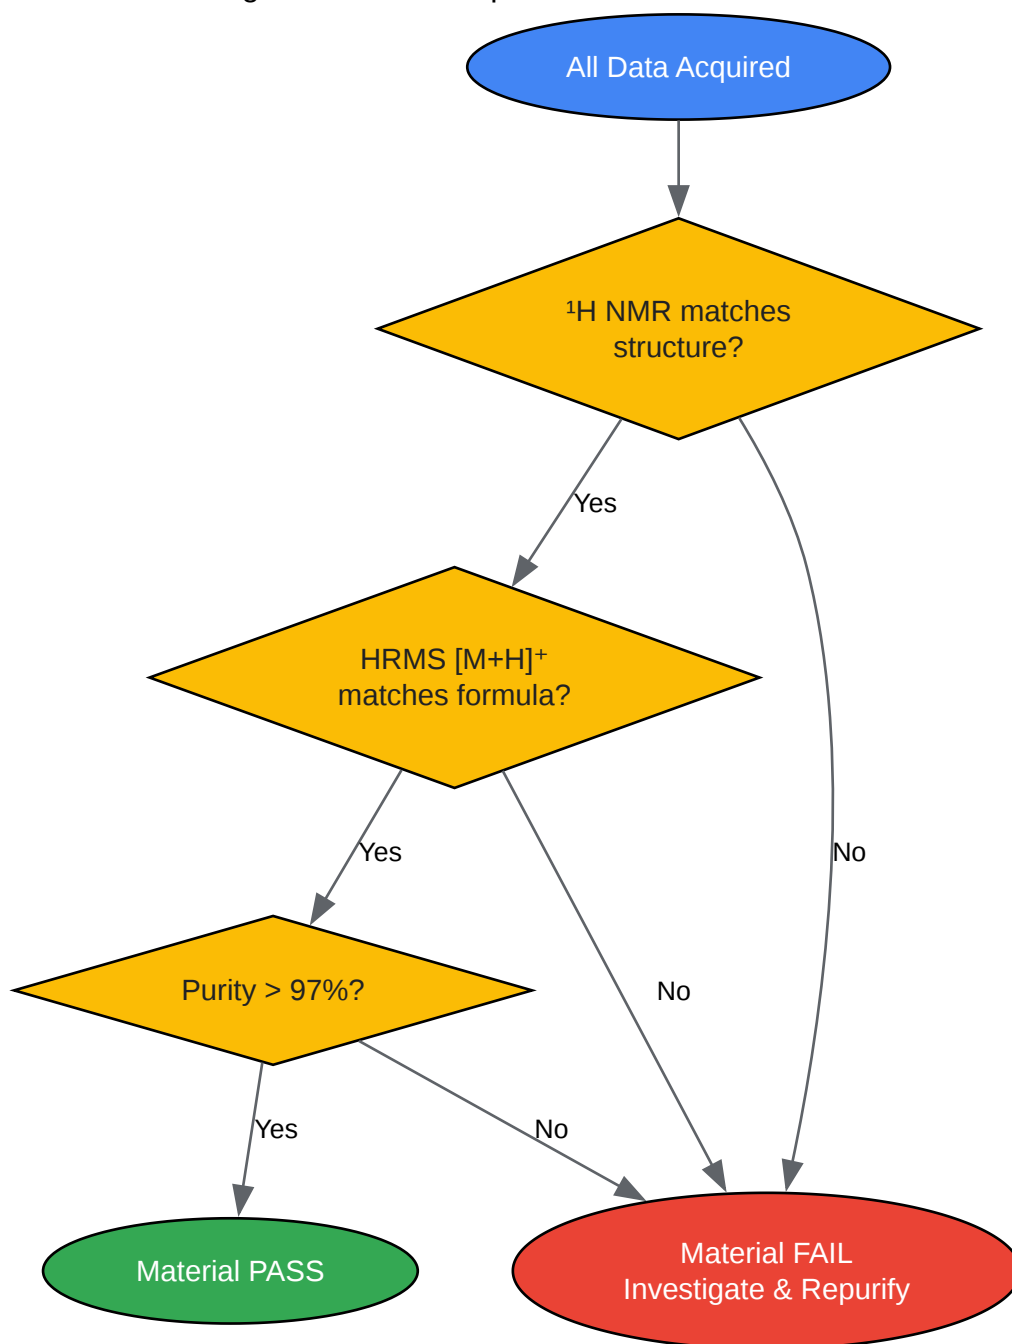 All Data Acquired
¹H NMR matches
structure?
Yes
HRMS [M+H]⁺
matches formula?
Yes
No
Purity > 97%?
No
Yes
No
Material PASS
Material FAIL
Investigate & Repurify